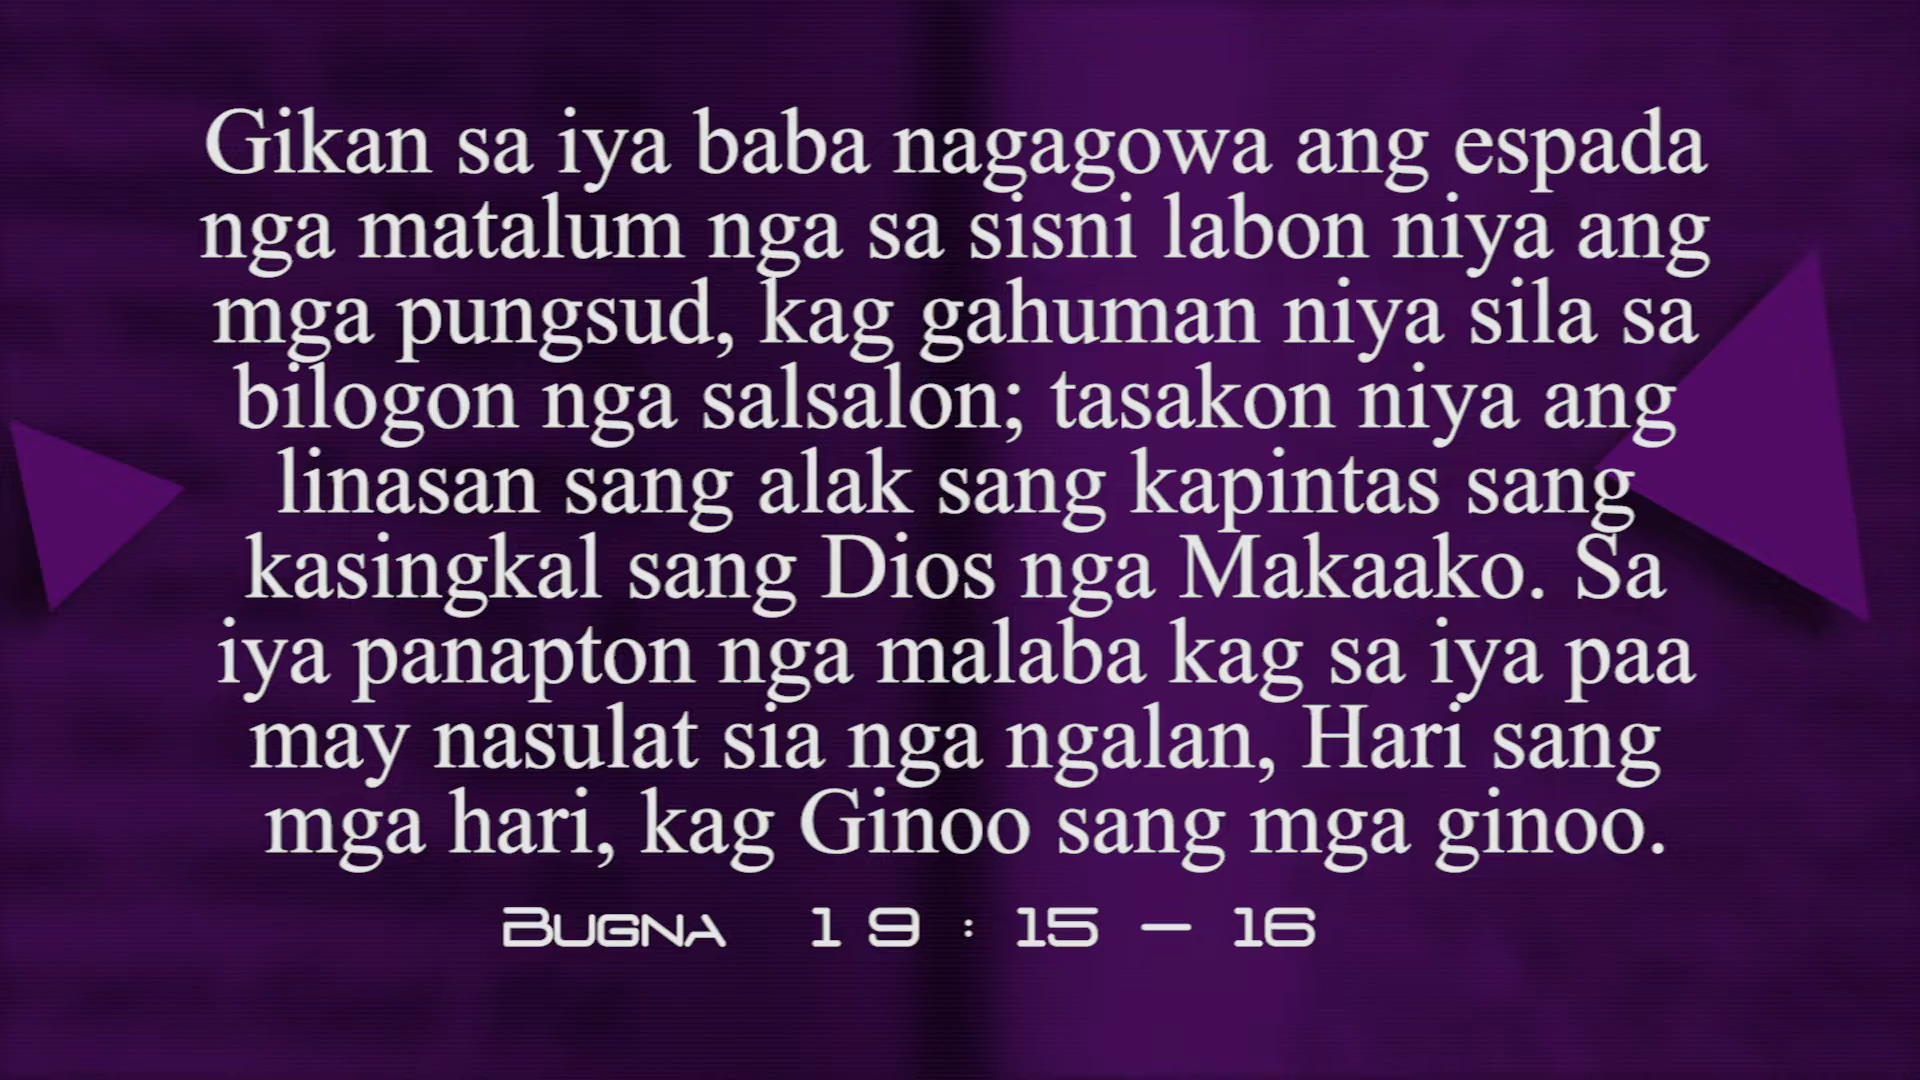 Gikan sa iya baba nagagowa ang espada
nga matalum nga sa sisni labon niya ang
mga pungsud, kag gahuman niya sila sa
bilogon nga salsalon; tasakon niya ang
linasan sang alak sang kapintas sang
kasingkal sang Dios nga Makaako. Sa
iya panapton nga malaba kag sa iya paa
may nasulat sia nga ngalan, Hari sang
mga hari, kag Ginoo sang mga ginoo.
Bugna 19 : 15 – 16